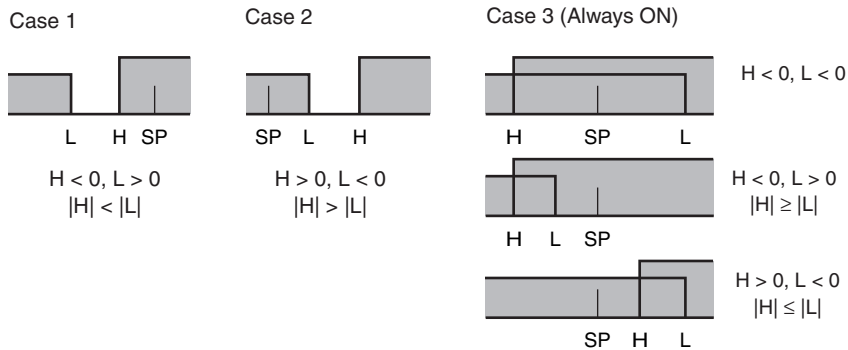 Case 1
L H SP
H < 0, L > 0
|H| < |L|
Case 2
SP L H
H > 0, L < 0
|H| > |L|
Case 3 (Always ON)
H SP L
H < 0, L < 0
H L SP
H < 0, L > 0
|H| ≥ |L|
SP H L
H > 0, L < 0
|H| ≤ |L|